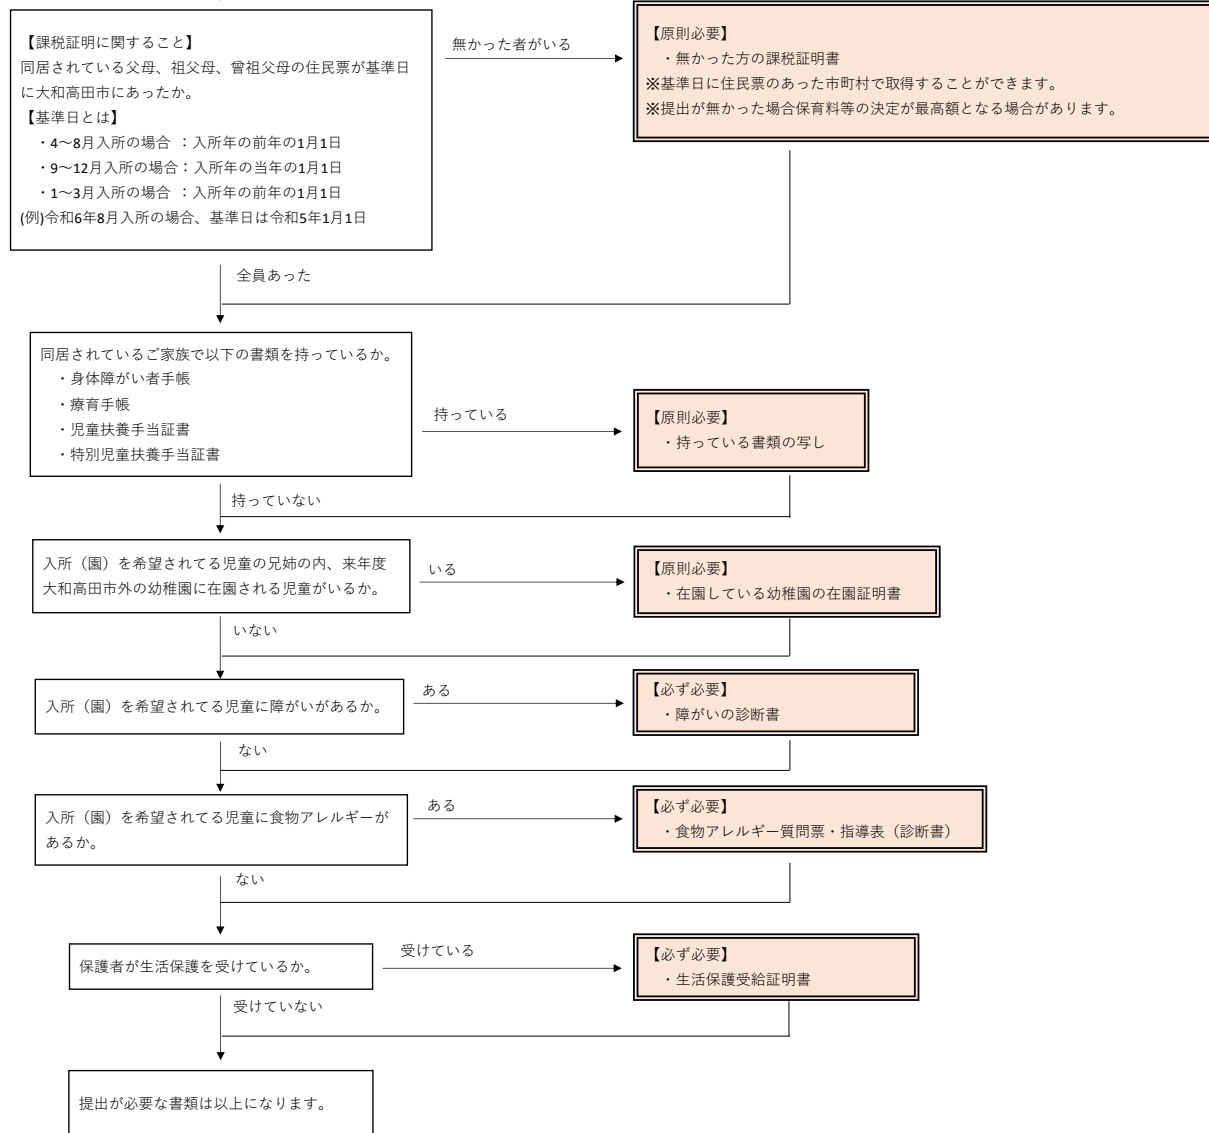 【課税証明に関すること】
同居されている父母、祖父母、曾祖父母の住民票が基準日
に大和高田市にあったか。
【基準日とは】
・4～8月入所の場合 ：入所年の前年の1月1日
・9～12月入所の場合：入所年の当年の1月1日
・1～3月入所の場合 ：入所年の前年の1月1日
(例)令和6年8月入所の場合、基準日は令和5年1月1日
無かった者がいる
【原則必要】
・無かった方の課税証明書
※基準日に住民票のあった市町村で取得することができます。
※提出が無かった場合保育料等の決定が最高額となる場合があります。
全員あった
同居されているご家族で以下の書類を持っているか。
・身体障がい者手帳
・療育手帳
・児童扶養手当証書
・特別児童扶養手当証書
持っている
【原則必要】
・持っている書類の写し
持っていない
入所（園）を希望されてる児童の兄姉の内、来年度
大和高田市外の幼稚園に在園される児童がいるか。
いる
【原則必要】
・在園している幼稚園の在園証明書
いない
入所（園）を希望されてる児童に障がいがあるか。
ある
【必ず必要】
・障がいの診断書
ない
入所（園）を希望されてる児童に食物アレルギーが
あるか。
ある
【必ず必要】
・食物アレルギー質問票・指導表（診断書）
ない
保護者が生活保護を受けているか。
受けている
【必ず必要】
・生活保護受給証明書
受けていない
提出が必要な書類は以上になります。